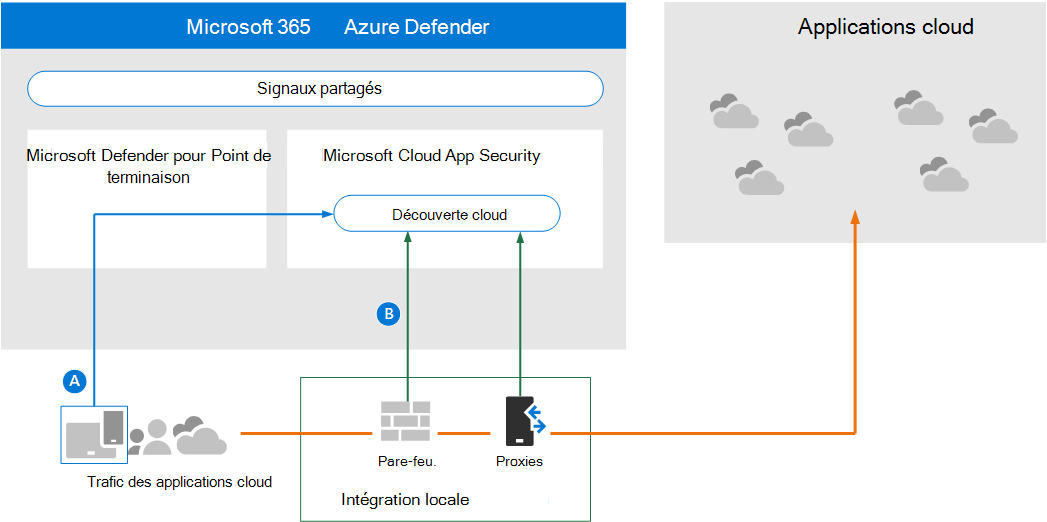 Microsoft 365 Azure Defender
Applications cloud
Signaux partagés
Microsoft Defender pour Point de
terminaison
Microsoft Cloud App Security
Découverte cloud
B
A
Pare-feu.
Proxies
Trafic des applications cloud
Intégration locale